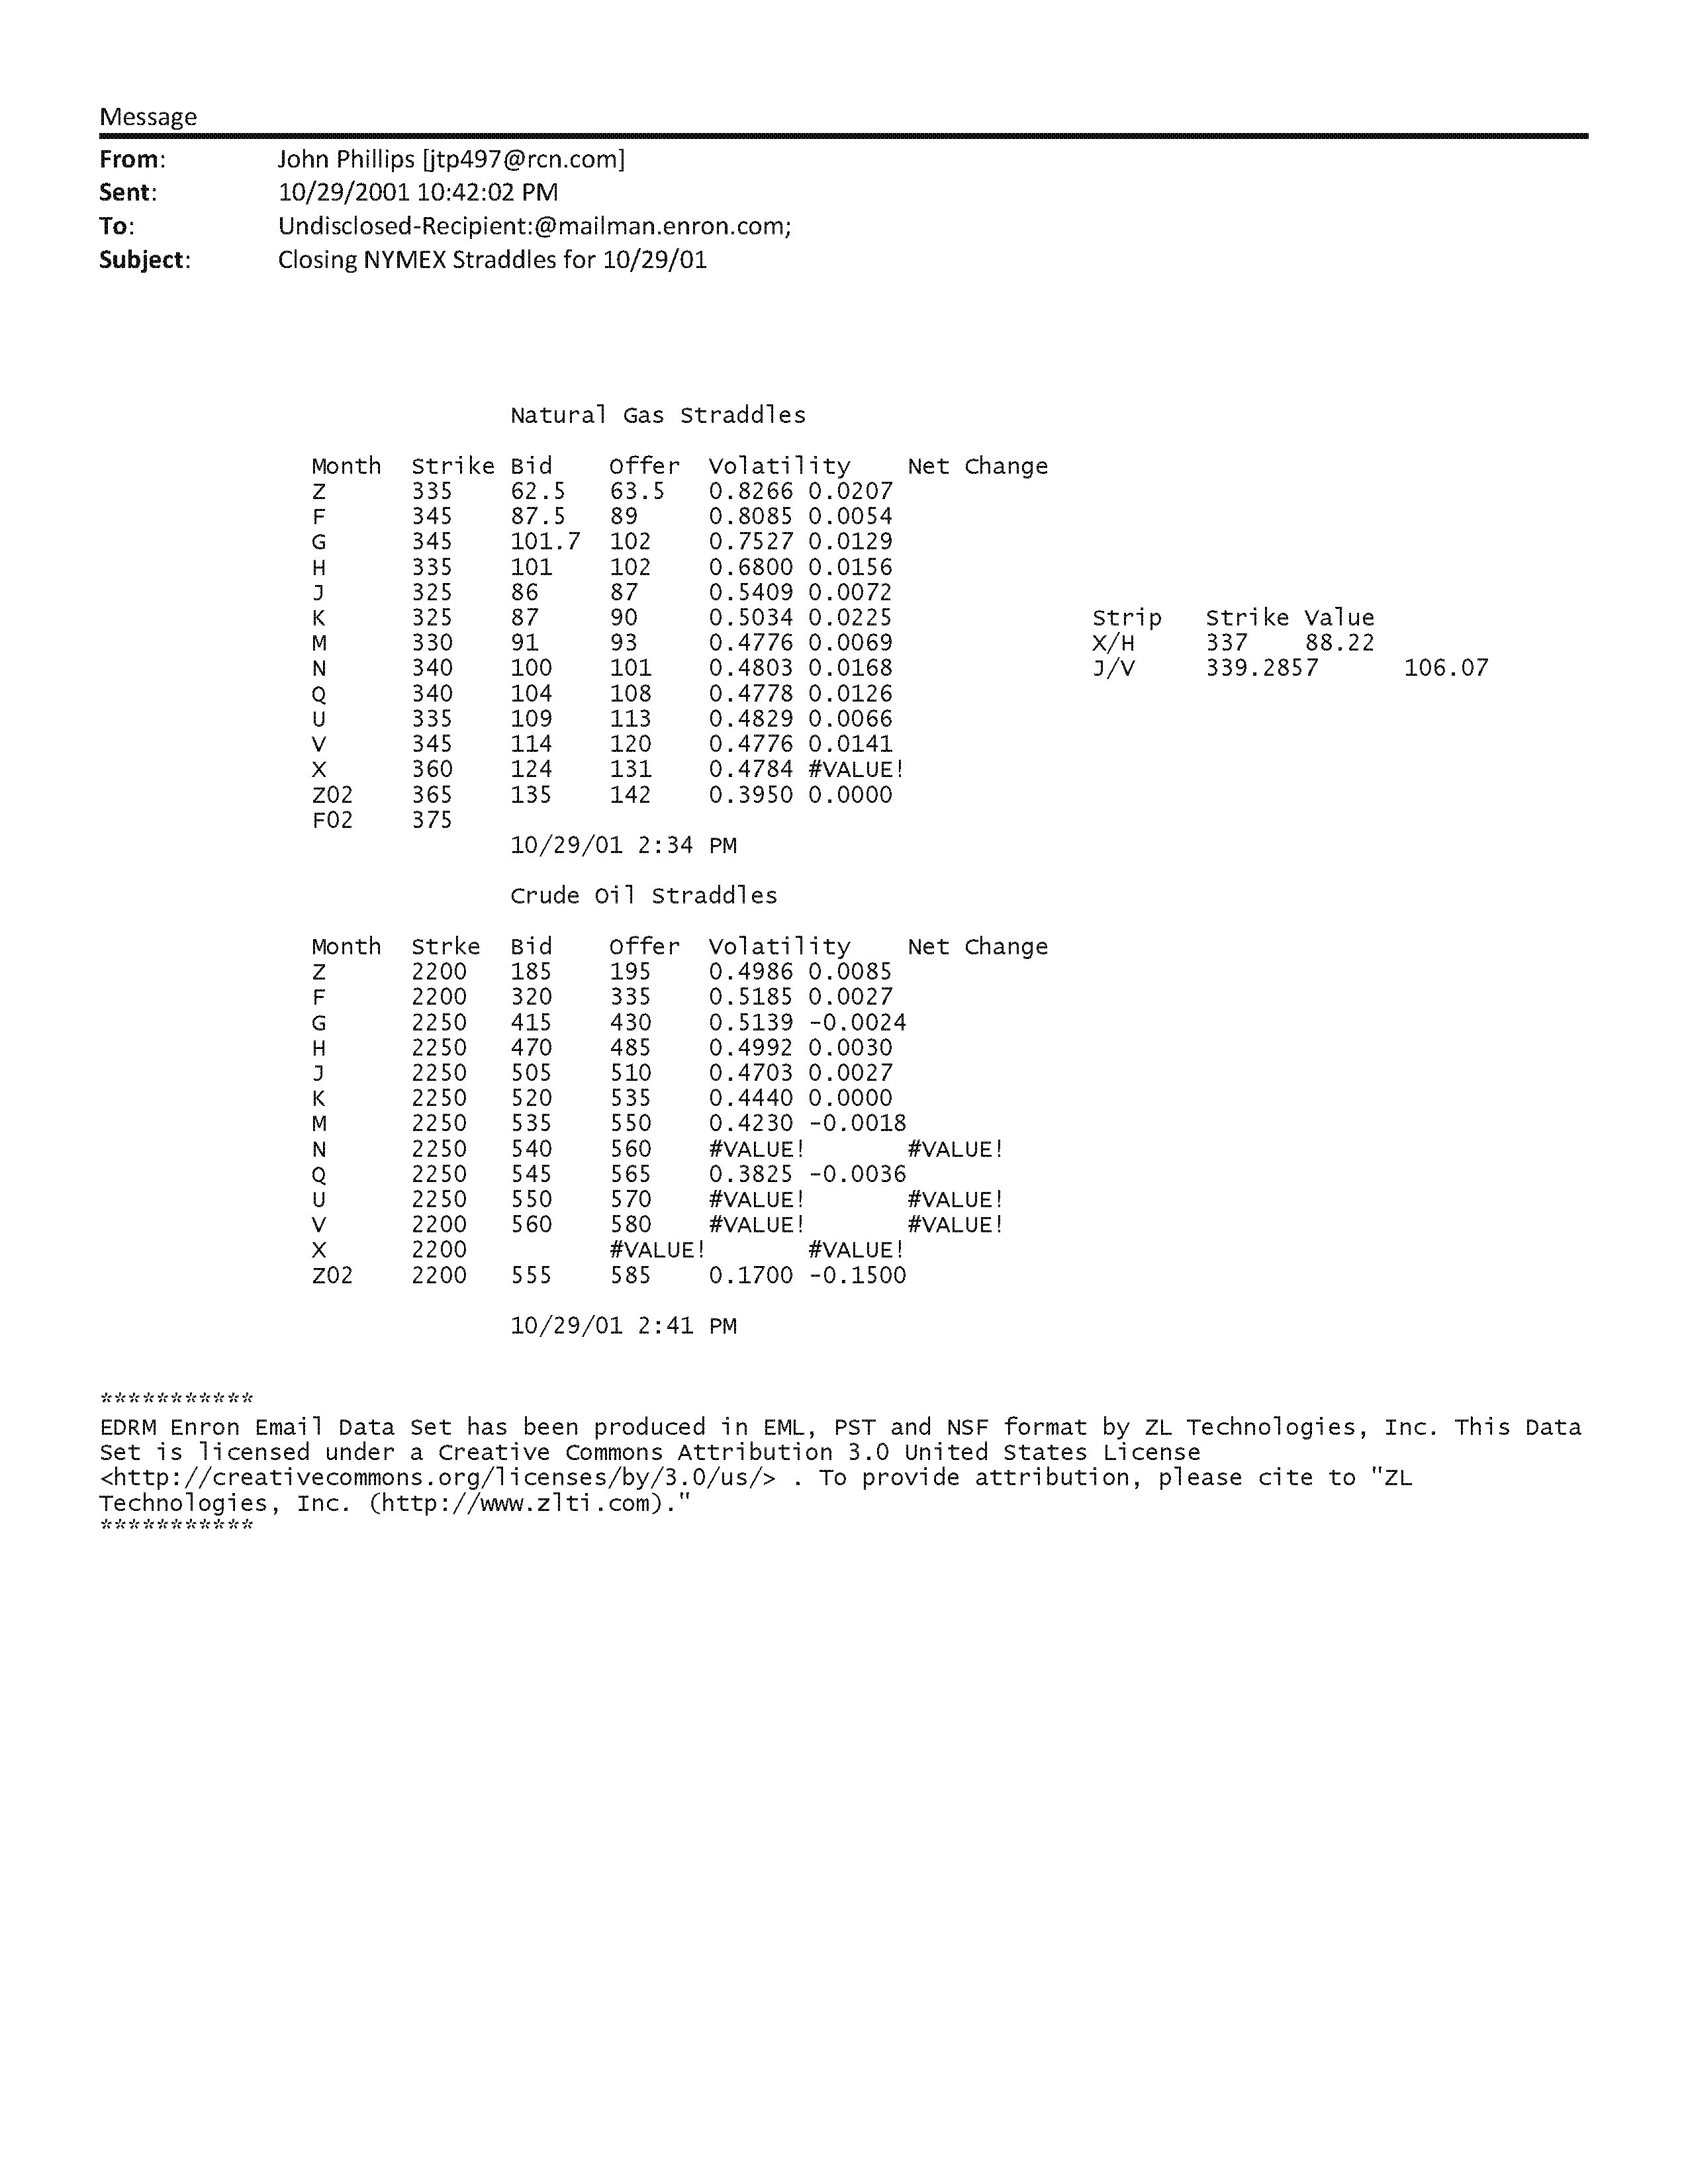 Message
From: John Phillips [jtp497@rcn.com]
Sent: 10/29/2001 10:42:02 PM
To: Undisclosed-Recipient:@mailman.enron.com;
Subject: Closing NYMEX Straddles for 10/29/01
Natural Gas Straddles
Month Strike Bid Offer Volatility Net Change
Z 335 62.5 63.5 0.8266 0.0207
F 345 87.5 89 0.8085 0.0054
G 345 101.7 102 0.7527 0.0129
H 335 101 102 0.6800 0.0156
J 325 86 87 0.5409 0.0072
K 325 87 90 0.5034 0.0225 Strip Strike Value
M 330 91 93 0.4776 0.0069 X/H 337 88.22
N 340 100 101 0.4803 0.0168 J/V 339.2857 106.07
Q 340 104 108 0.4778 0.0126
U 335 109 113 0.4829 0.0066
V 345 114 120 0.4776 0.0141
X 360 124 131 0.4784 #VALUE!
Z02 365 135 142 0.3950 0.0000
F02 375
10/29/01 2:34 PM
Crude Oil Straddles
Month Strke Bid Offer Volatility Net Change
Z 2200 185 195 0.4986 0.0085
F 2200 320 335 0.5185 0.0027
G 2250 415 430 0.5139 -0.0024
H 2250 470 485 0.4992 0.0030
J 2250 505 510 0.4703 0.0027
K 2250 520 535 0.4440 0.0000
M 2250 535 550 0.4230 -0.0018
N 2250 540 560 #VALUE! #VALUE!
Q 2250 545 565 0.3825 -0.0036
U 2250 550 570 #VALUE! #VALUE!
V 2200 560 580 #VALUE! #VALUE!
X 2200 #VALUE! #VALUE!
Z02 2200 555 585 0.1700 -0.1500
10/29/01 2:41 PM
***********
EDRM Enron Email Data Set has been produced in EML, PST and NSF format by ZL Technologies, Inc. This Data
Set is licensed under a Creative Commons Attribution 3.0 United States License
<http://creativecommons.org/licenses/by/3.0/us/> . To provide attribution, please cite to "ZL
Technologies, Inc. (http://www.zlti.com)."
***********